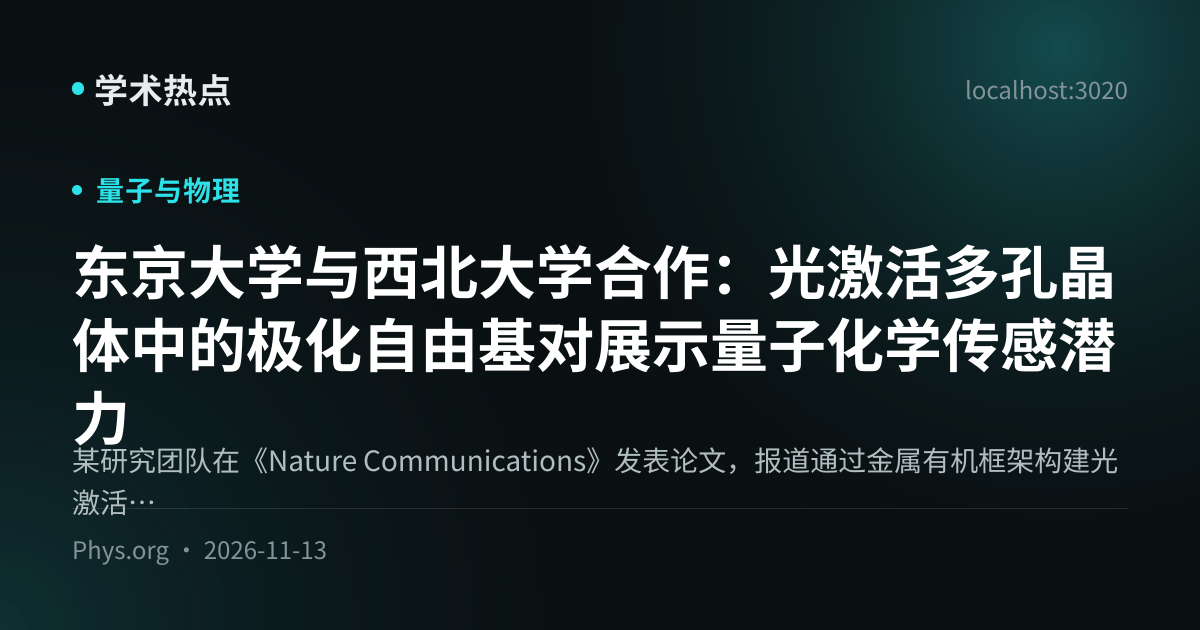 学术热点
localhost:3020
量子与物理
东京大学与西北大学合作：光激活多孔晶
体中的极化自由基对展示量子化学传感潜
力
某研究团队在《Nature Communications》发表论文，报道通过金属有机框架构建光
激活…
Phys.org • 2026-11-13